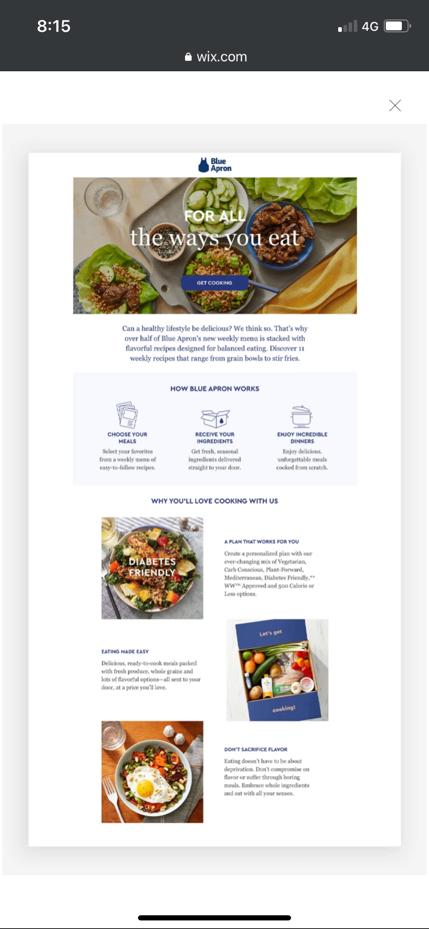 8:15
4G
wix.com
Blue
Apron
FOR ALL
the ways you eat
GET COOKING
Can a healthy lifestyle be delicious? We think so. That's why
over half of Blue Apron's new weekly menu is stacked with
flavorful recipes designed for balanced eating. Discover 11
weekly recipes that range from grain bowls to stir fries.
HOW BLUE APRON WORKS
CHOOSE YOUR
MEALS
Select your favorites
from a weekly menu of
easy-to-follow recipes.
RECEIVE YOUR
INGREDIENTS
Get fresh, seasonal
ingredients delivered
straight to your door.
ENJOY INCREDIBLE
DINNERS
Enjoy delicious,
unforgettable meals
cooked from scratch.
WHY YOU'LL LOVE COOKING WITH US
DIABETES
FRIENDLY
A PLAN THAT WORKS FOR YOU
Create a personalized plan with our
ever-changing mix of Vegetarian,
Carb Conscious, Plant-Forward,
Mediterranean, Diabetes Friendly,**
WW™ Approved and 500 Calorie or
Less options.
EATING MADE EASY
Delicious, ready-to-cook meals packed
with fresh produce, whole grains and
lots of flavorful options—all sent to your
door, at a price you'll love.
Let's get
cooking!
DON'T SACRIFICE FLAVOR
Eating doesn't have to be about
deprivation. Don't compromise on
flavor or suffer through boring
meals. Embrace whole ingredients
and eat with all your senses.